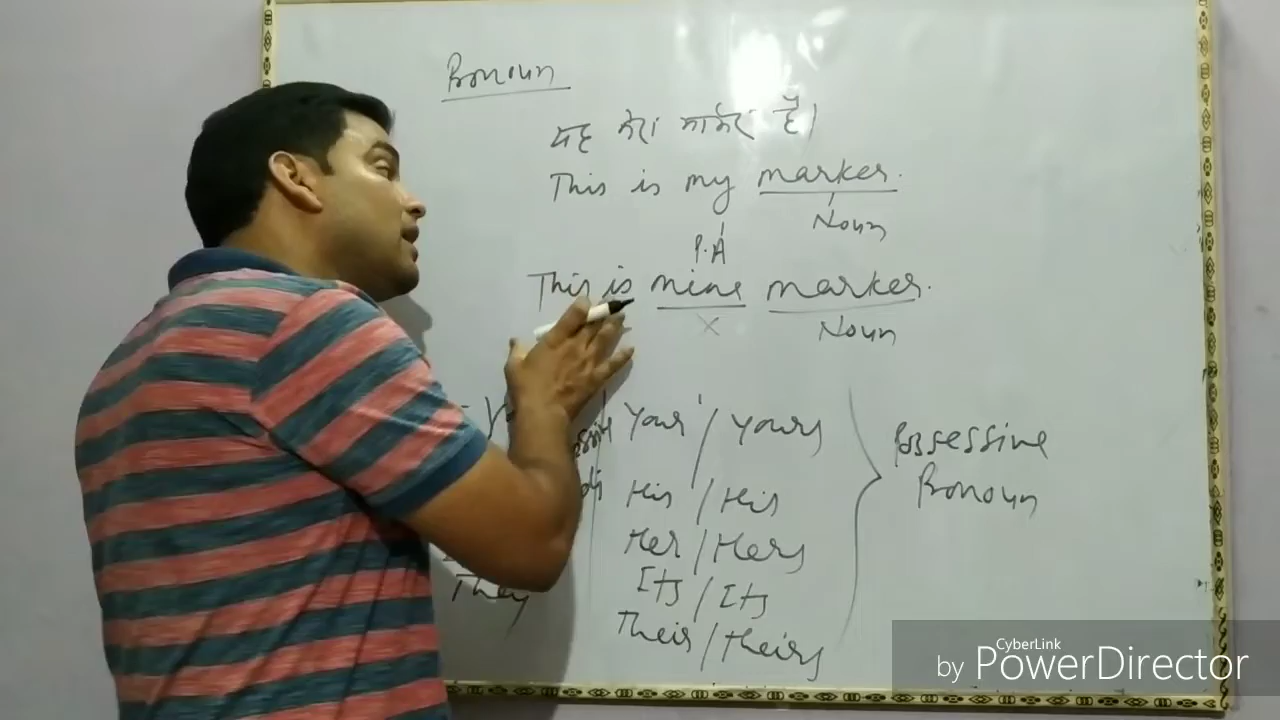 Pronoun
यह मेरा मार्कर है।
This is my marker.
Noun
P.A
This is mine marker.
X Noun
Your / Yours
Possessive
Pronoun
His / His
Her / Hers
Its / Its
They
Their / theirs
CyberLink
by PowerDirector